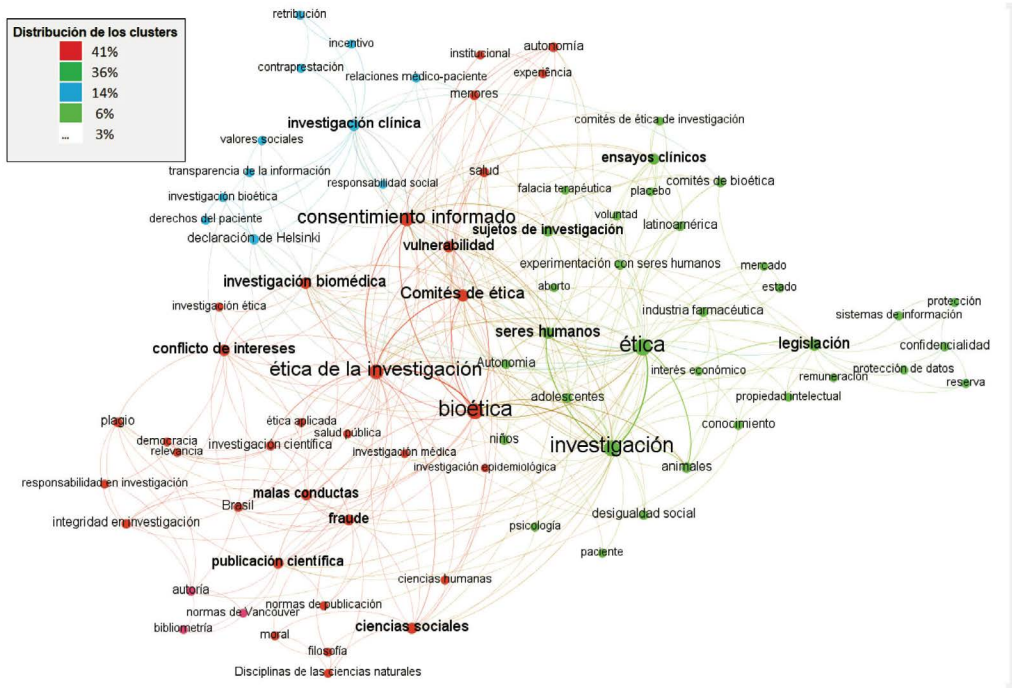 Distribución de los clusters
41%
36%
14%
6%
... 3%
retribución
incentivo
contraprestación
relaciones médico-paciente
institucional
autonomía
experiência
menores
investigación clínica
comités de ética de investigación
valores sociales
ensayos clínicos
transparencia de la información
salud
falacia terapéutica
placebo
comités de bioética
investigación bioética
responsabilidad social
derechos del paciente
consentimiento informado
voluntad
sujetos de investigación
latinoamérica
declaración de Helsinki
vulnerabilidad
experimentación con seres humanos
mercado
investigación biomédica
Comités de ética
aborto
estado
investigación ética
industria farmacéutica
protección
sistemas de información
seres humanos
ética
legislación
confidencialidad
conflicto de intereses
Autonomia
interés económico
protección de datos
ética de la investigación
remuneración
reserva
adolescentes
propiedad intelectual
bioética
plagio
ética aplicada
conocimiento
salud pública
democracia
relevancia
investigación científica
investigación médica
niños
investigación
investigación epidemiológica
animales
responsabilidad en investigación
malas conductas
Brasil
integridad en investigación
fraude
psicología
desigualdad social
paciente
publicación científica
autoría
ciencias humanas
normas de Vancouver
normas de publicación
bibliometría
moral
ciencias sociales
filosofía
Disciplinas de las ciencias naturales